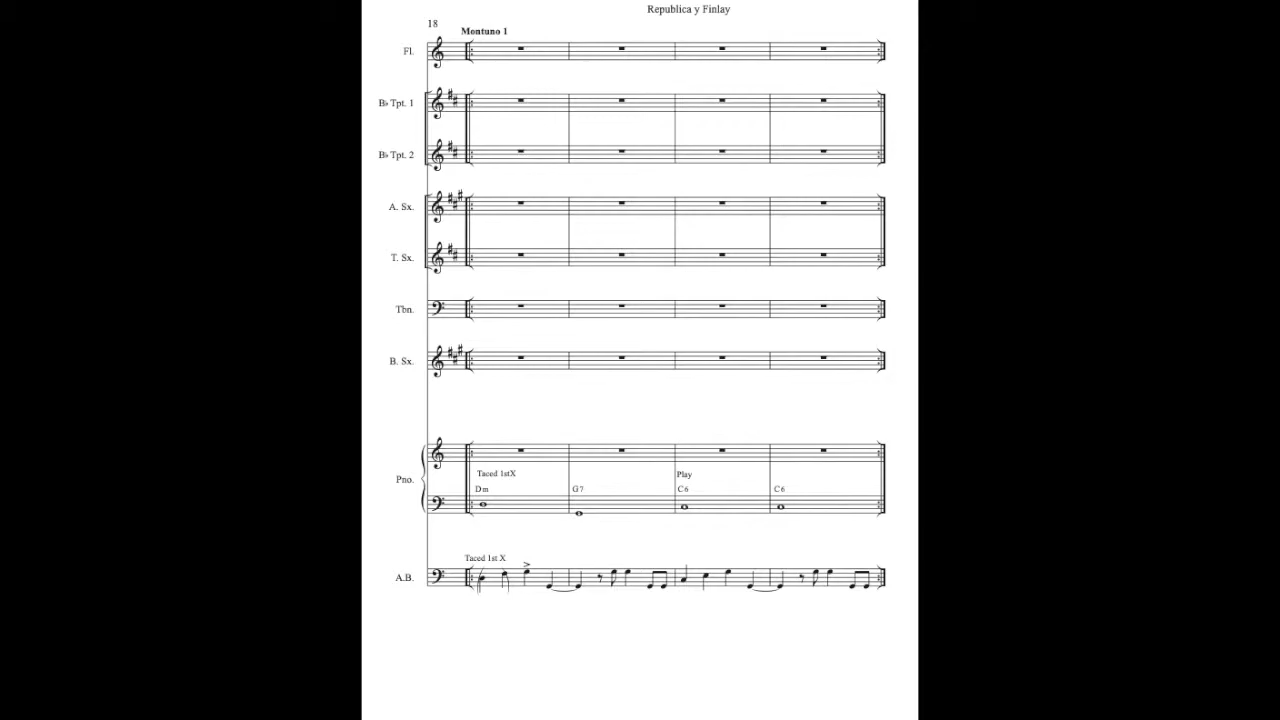 Republica y Finlay
18
Montuno 1
Fl.
B♭ Tpt. 1
B♭ Tpt. 2
A. Sx.
T. Sx.
Tbn.
B. Sx.
Pno.
Taced 1stX Play
Dm G7 C6 C6
Taced 1st X
A.B.